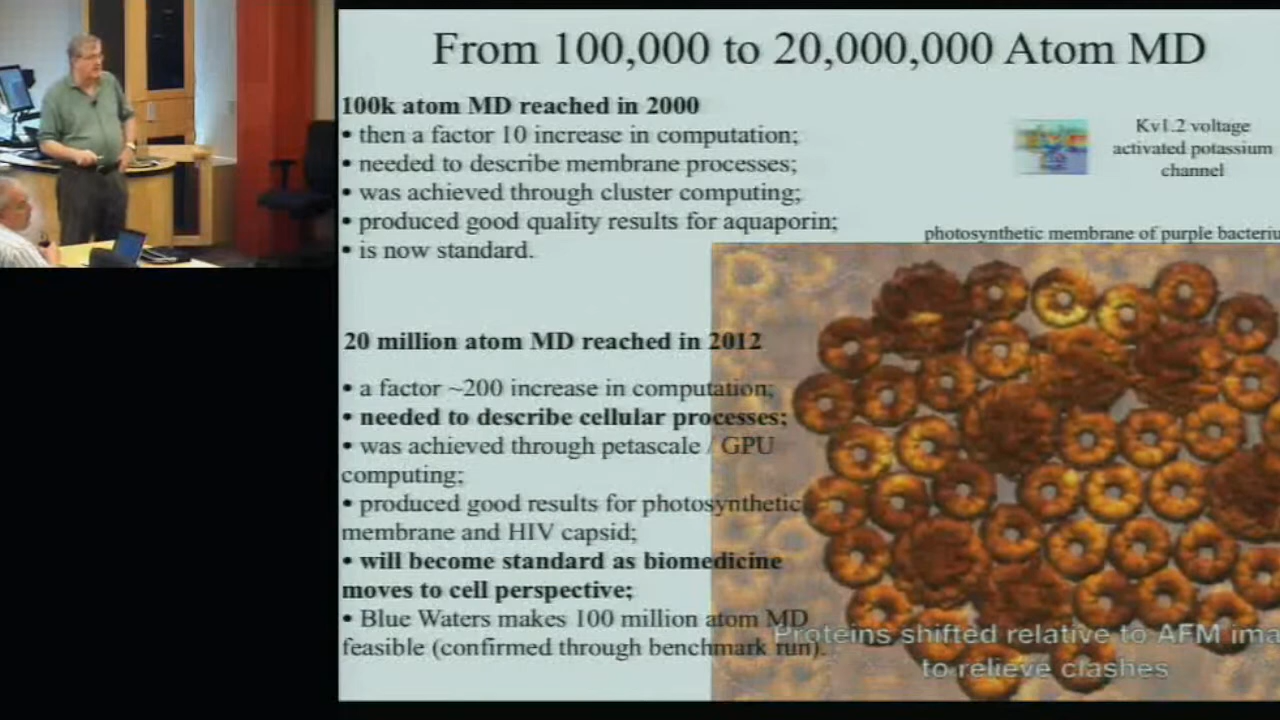 From 100,000 to 20,000,000 Atom MD
100k atom MD reached in 2000
• then a factor 10 increase in computation;
• needed to describe membrane processes;
• was achieved through cluster computing;
• produced good quality results for aquaporin;
• is now standard.
Kv1.2 voltage
activated potassium
channel
photosynthetic membrane of purple bacteriu
20 million atom MD reached in 2012
• a factor ~200 increase in computation;
• needed to describe cellular processes;
• was achieved through petascale / GPU
computing;
• produced good results for photosynthetic
membrane and HIV capsid;
• will become standard as biomedicine
moves to cell perspective;
• Blue Waters makes 100 million atom MD
feasible (confirmed through benchmark run).
Proteins shifted relative to AFM ima
to relieve clashes